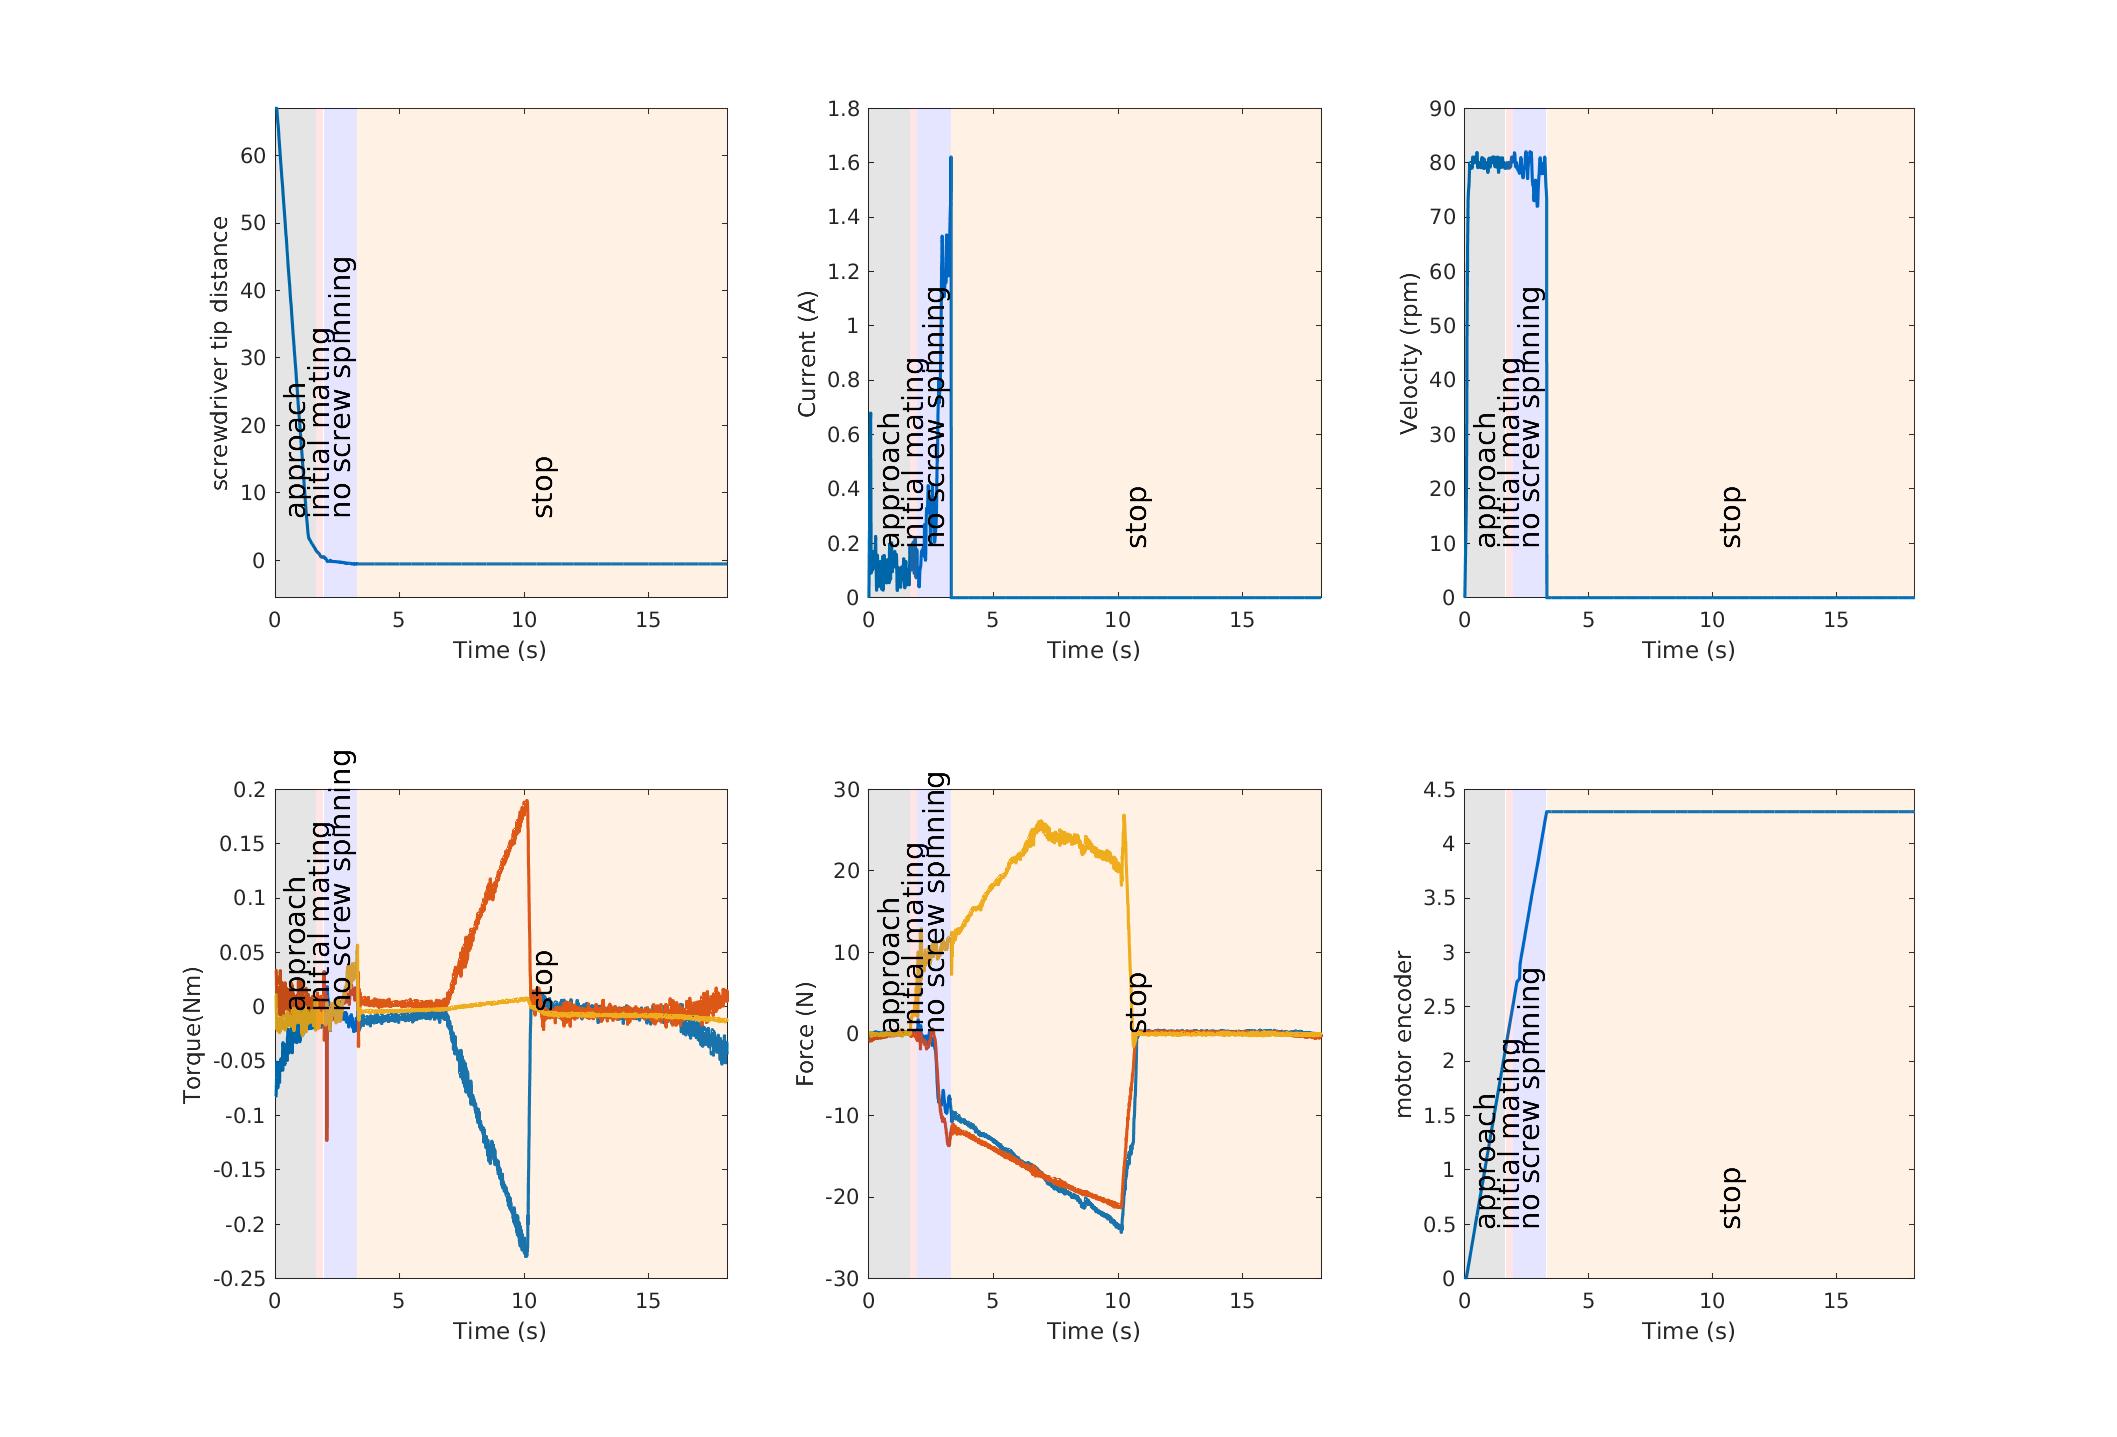 screwdriver tip distance
60
50
40
30
20
10
0
approach
initial mating
no screw spinning
stop
0 5 10 15
Time (s)
Current (A)
1.8
1.6
1.4
1.2
1
0.8
0.6
0.4
0.2
0
approach
initial mating
no screw spinning
stop
0 5 10 15
Time (s)
Velocity (rpm)
90
80
70
60
50
40
30
20
10
0
approach
initial mating
no screw spinning
stop
0 5 10 15
Time (s)
Torque(Nm)
0.2
0.15
0.1
0.05
0
-0.05
-0.1
-0.15
-0.2
-0.25
approach
initial mating
no screw spinning
stop
0 5 10 15
Time (s)
Force (N)
30
20
10
0
-10
-20
-30
approach
initial mating
no screw spinning
stop
0 5 10 15
Time (s)
motor encoder
4.5
4
3.5
3
2.5
2
1.5
1
0.5
0
approach
initial mating
no screw spinning
stop
0 5 10 15
Time (s)